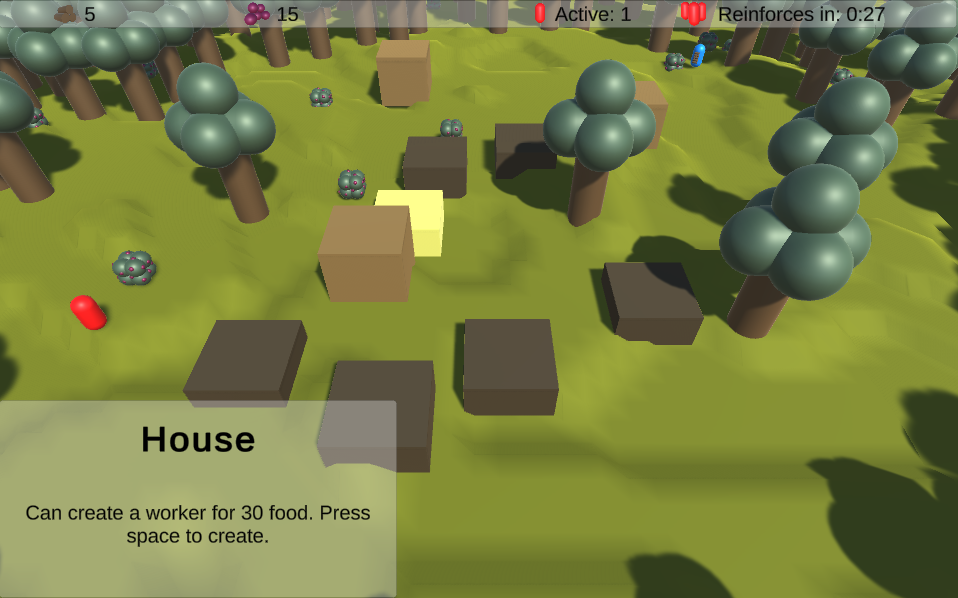 5 15 Active: 1 Reinforces in: 0:27
House
Can create a worker for 30 food. Press
space to create.